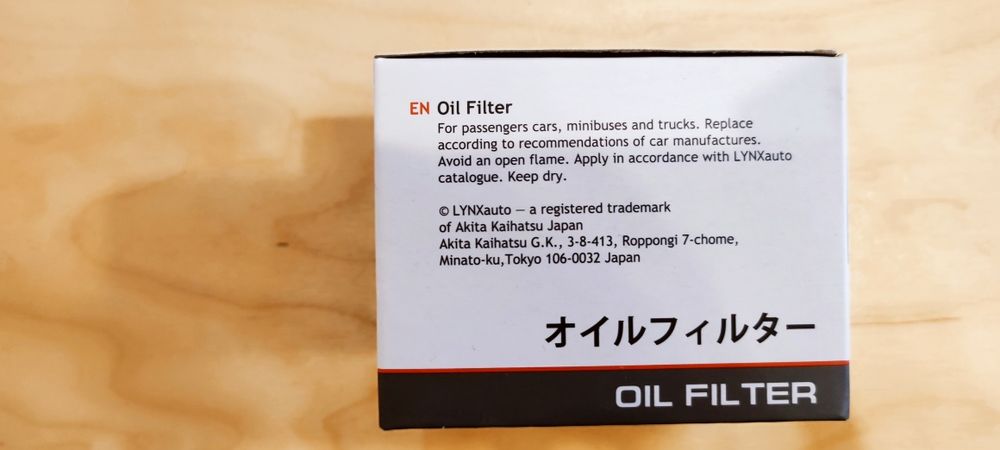 EN Oil Filter
For passengers cars, minibuses and trucks. Replace
according to recommendations of car manufactures.
Avoid an open flame. Apply in accordance with LYNXauto
catalogue. Keep dry.
© LYNXauto — a registered trademark
of Akita Kaihatsu Japan
Akita Kaihatsu G.K., 3-8-413, Roppongi 7-chome,
Minato-ku,Tokyo 106-0032 Japan
オイルフィルター
OIL FILTER